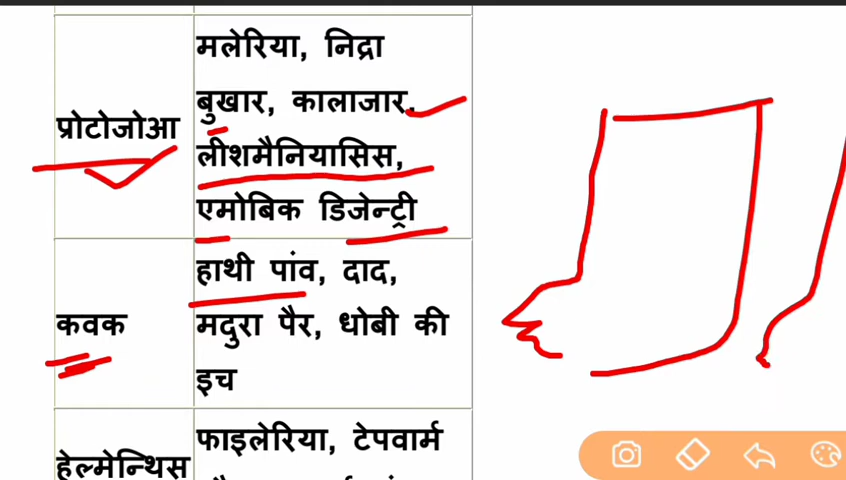 मलेरिया, निद्रा
बुखार, कालाजार,
प्रोटोजोआ
लीशमैनियासिस,
एमोबिक डिजेन्ट्री
हाथी पांव, दाद,
कवक
मदुरा पैर, धोबी की
इच
फाइलेरिया, टेपवार्म
हेल्मेन्थिस